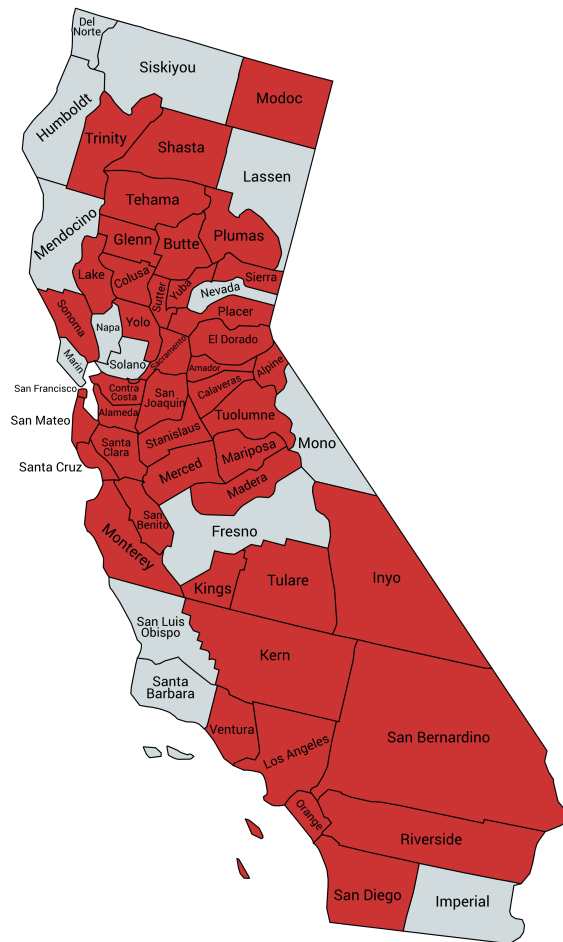 Del
Norte
Siskiyou
Modoc
Humboldt
Trinity
Shasta
Lassen
Tehama
Mendocino
Glenn
Butte
Plumas
Lake
Colusa
Sutter
Yuba
Sierra
Nevada
Placer
Sonoma
Napa
Yolo
El Dorado
Marin
Solano
Sacramento
Amador
Alpine
San Francisco
Contra
Costa
San
Joaquin
Calaveras
Alameda
Tuolumne
San Mateo
Stanislaus
Mono
Santa
Clara
Mariposa
Santa Cruz
Merced
Madera
San
Benito
Fresno
Monterey
Kings
Tulare
Inyo
San Luis
Obispo
Kern
Santa
Barbara
Ventura
Los Angeles
San Bernardino
Orange
Riverside
San Diego
Imperial